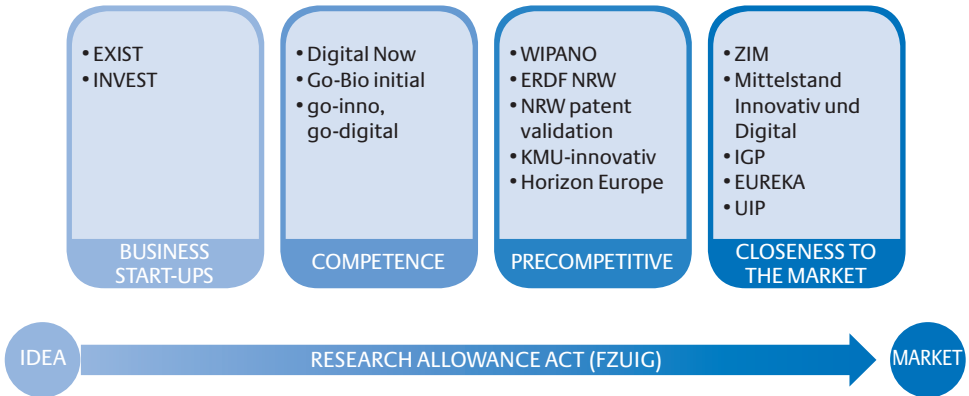 • EXIST
• INVEST
BUSINESS
START-UPS
• Digital Now
• Go-Bio initial
• go-inno,
go-digital
COMPETENCE
• WIPANO
• ERDF NRW
• NRW patent
validation
• KMU-innovativ
• Horizon Europe
PRECOMPETITIVE
• ZIM
• Mittelstand
Innovativ und
Digital
• IGP
• EUREKA
• UIP
CLOSENESS TO
THE MARKET
IDEA
RESEARCH ALLOWANCE ACT (FZUIG)
MARKET